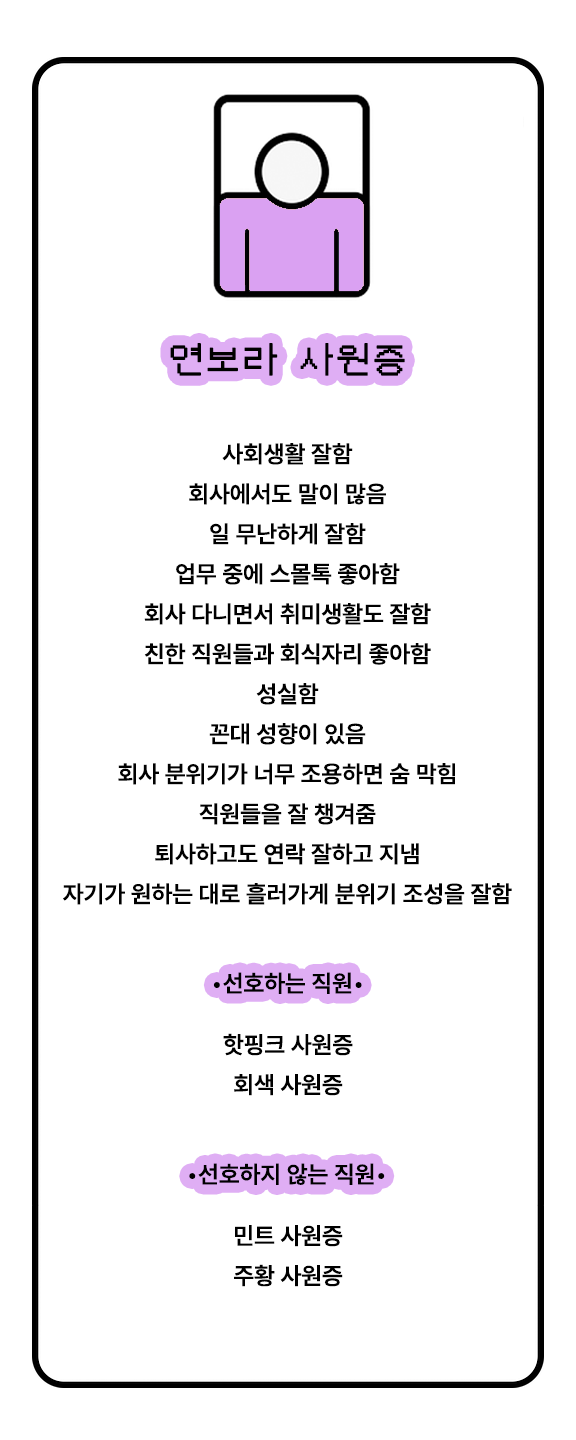 연보라 사원증
사회생활 잘함
회사에서도 말이 많음
일 무난하게 잘함
업무 중에 스몰톡 좋아함
회사 다니면서 취미생활도 잘함
친한 직원들과 회식자리 좋아함
성실함
꼰대 성향이 있음
회사 분위기가 너무 조용하면 숨 막힘
직원들을 잘 챙겨줌
퇴사하고도 연락 잘하고 지냄
자기가 원하는 대로 흘러가게 분위기 조성을 잘함
•선호하는 직원•
핫핑크 사원증
회색 사원증
•선호하지 않는 직원•
민트 사원증
주황 사원증